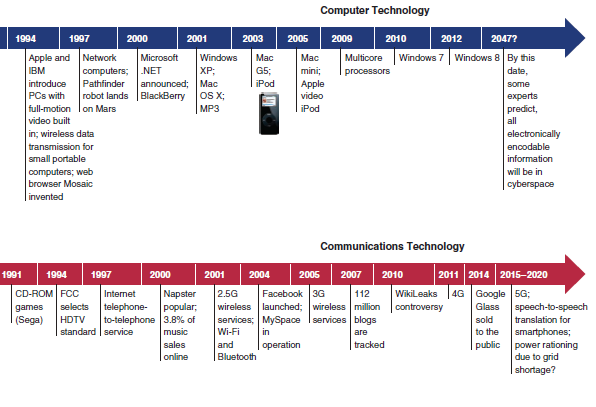 Computer Technology
1994 1997 2000 2001 2003 2005 2009 2010 2012 2047?
Apple and
IBM
introduce
PCs with
full-motion
video built
in; wireless data
transmission for
small portable
computers; web
browser Mosaic
invented
Network
computers;
Pathfinder
robot lands
on Mars
Microsoft
.NET
announced;
BlackBerry
Windows
XP;
Mac
OS X;
MP3
Mac
G5;
iPod
Mac
mini;
Apple
video
iPod
Multicore
processors
Windows 7
Windows 8
By this
date,
some
experts
predict,
all
electronically
encodable
information
will be in
cyberspace
Communications Technology
1991 1994 1997 2000 2001 2004 2005 2007 2010 2011 2014 2015–2020
CD-ROM
games
(Sega)
FCC
selects
HDTV
standard
Internet
telephone-
to-telephone
service
Napster
popular;
3.8% of
music
sales
online
2.5G
wireless
services;
Wi-Fi
and
Bluetooth
Facebook
launched;
MySpace
in
operation
3G
wireless
services
112
million
blogs
are
tracked
WikiLeaks
controversy
4G
Google
Glass
sold
to the
public
5G;
speech-to-speech
translation for
smartphones;
power rationing
due to grid
shortage?